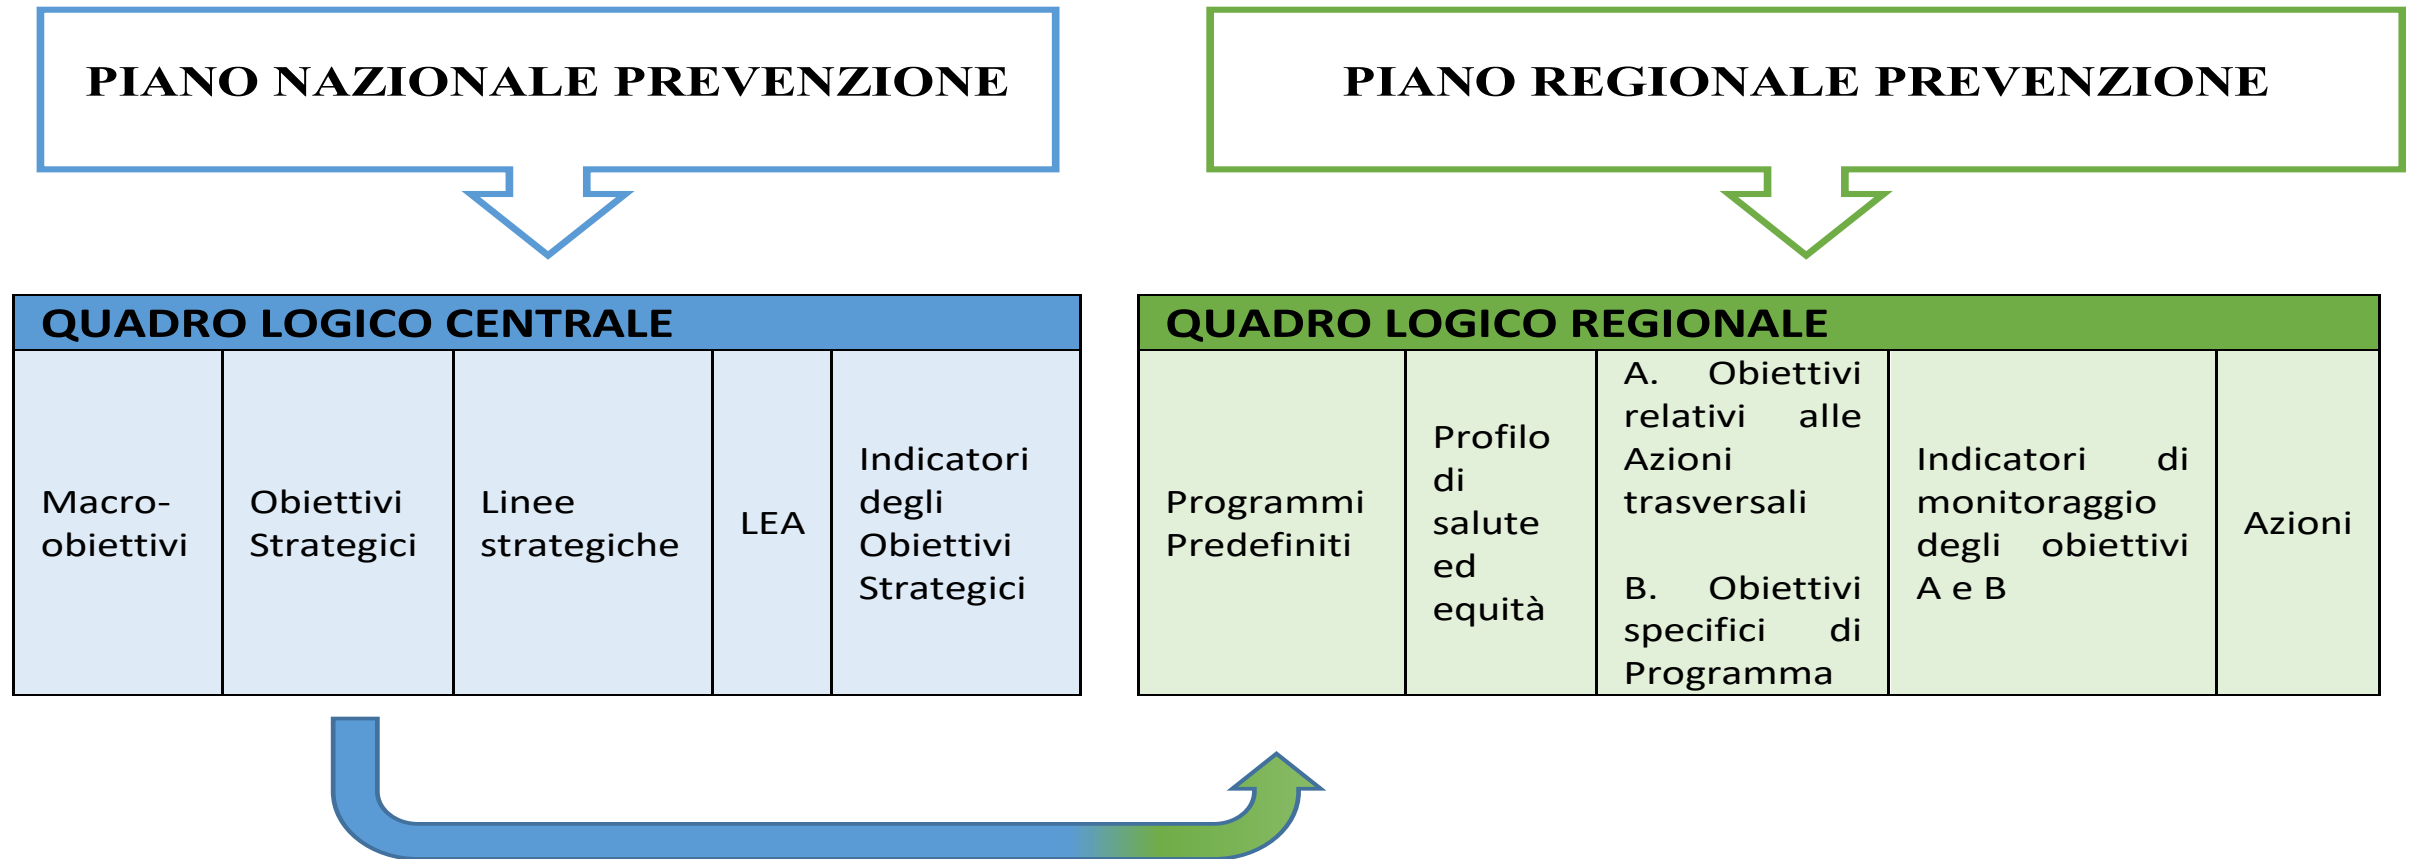 PIANO NAZIONALE PREVENZIONE
PIANO REGIONALE PREVENZIONE
QUADRO LOGICO CENTRALE
Macro-
obiettivi
Obiettivi
Strategici
Linee
strategiche
LEA
Indicatori
degli
Obiettivi
Strategici
QUADRO LOGICO REGIONALE
Programmi
Predefiniti
Profilo
di
salute
ed
equità
A. Obiettivi
relativi alle
Azioni
trasversali
B. Obiettivi
specifici di
Programma
Indicatori di
monitoraggio
degli obiettivi
A e B
Azioni